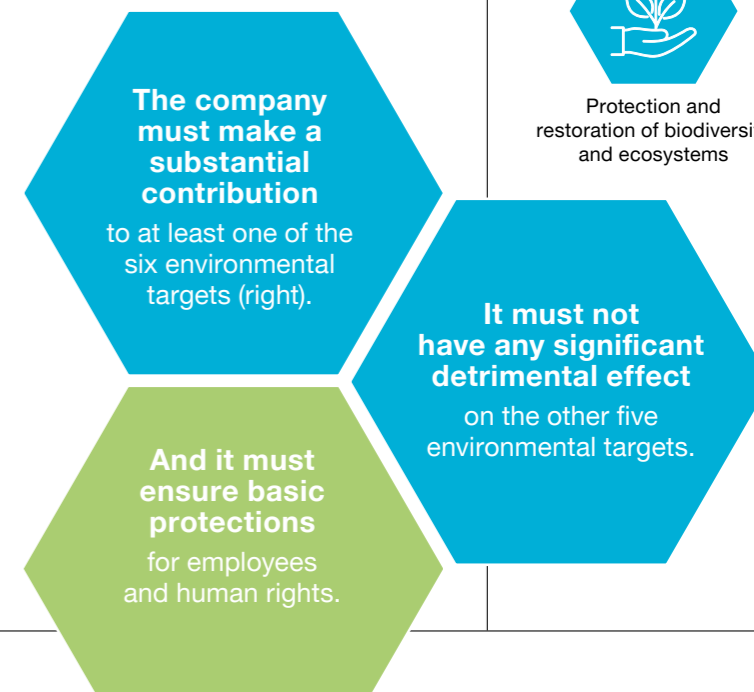 The company
must make a
substantial
contribution
to at least one of the
six environmental
targets (right).
Protection and
restoration of
and ecosystems
It must not
have any significant
detrimental effect
on the other five
environmental targets.
And it must
ensure basic
protections
for employees
and human rights.